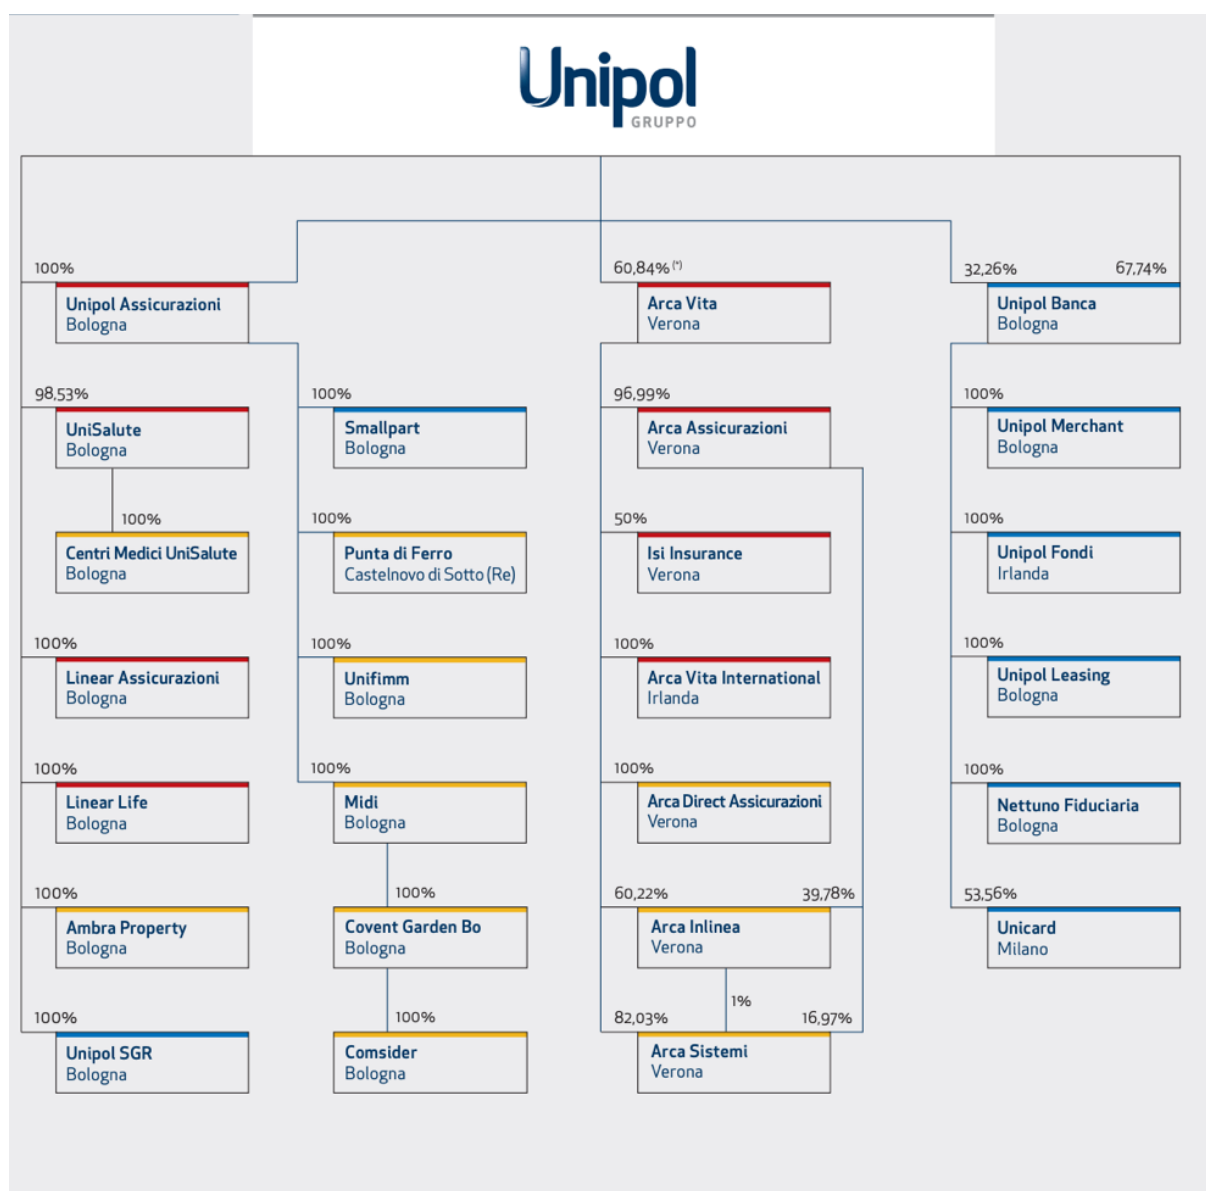 Unipol
GRUPPO
100%
Unipol Assicurazioni
Bologna
60,84% (*)
Arca Vita
Verona
32,26%
67,74%
Unipol Banca
Bologna
98,53%
UniSalute
Bologna
100%
Smallpart
Bologna
96,99%
Arca Assicurazioni
Verona
100%
Unipol Merchant
Bologna
100%
Centri Medici UniSalute
Bologna
100%
Punta di Ferro
Castelnovo di Sotto (Re)
50%
Isi Insurance
Verona
100%
Unipol Fondi
Irlanda
100%
Linear Assicurazioni
Bologna
100%
Unifimm
Bologna
100%
Arca Vita International
Irlanda
100%
Unipol Leasing
Bologna
100%
Linear Life
Bologna
100%
Midi
Bologna
100%
Arca Direct Assicurazioni
Verona
100%
Nettuno Fiduciaria
Bologna
100%
Ambra Property
Bologna
100%
Covent Garden Bo
Bologna
60,22%
39,78%
Arca Inlinea
Verona
53,56%
Unicard
Milano
100%
Unipol SGR
Bologna
100%
Comsider
Bologna
1%
82,03%
16,97%
Arca Sistemi
Verona